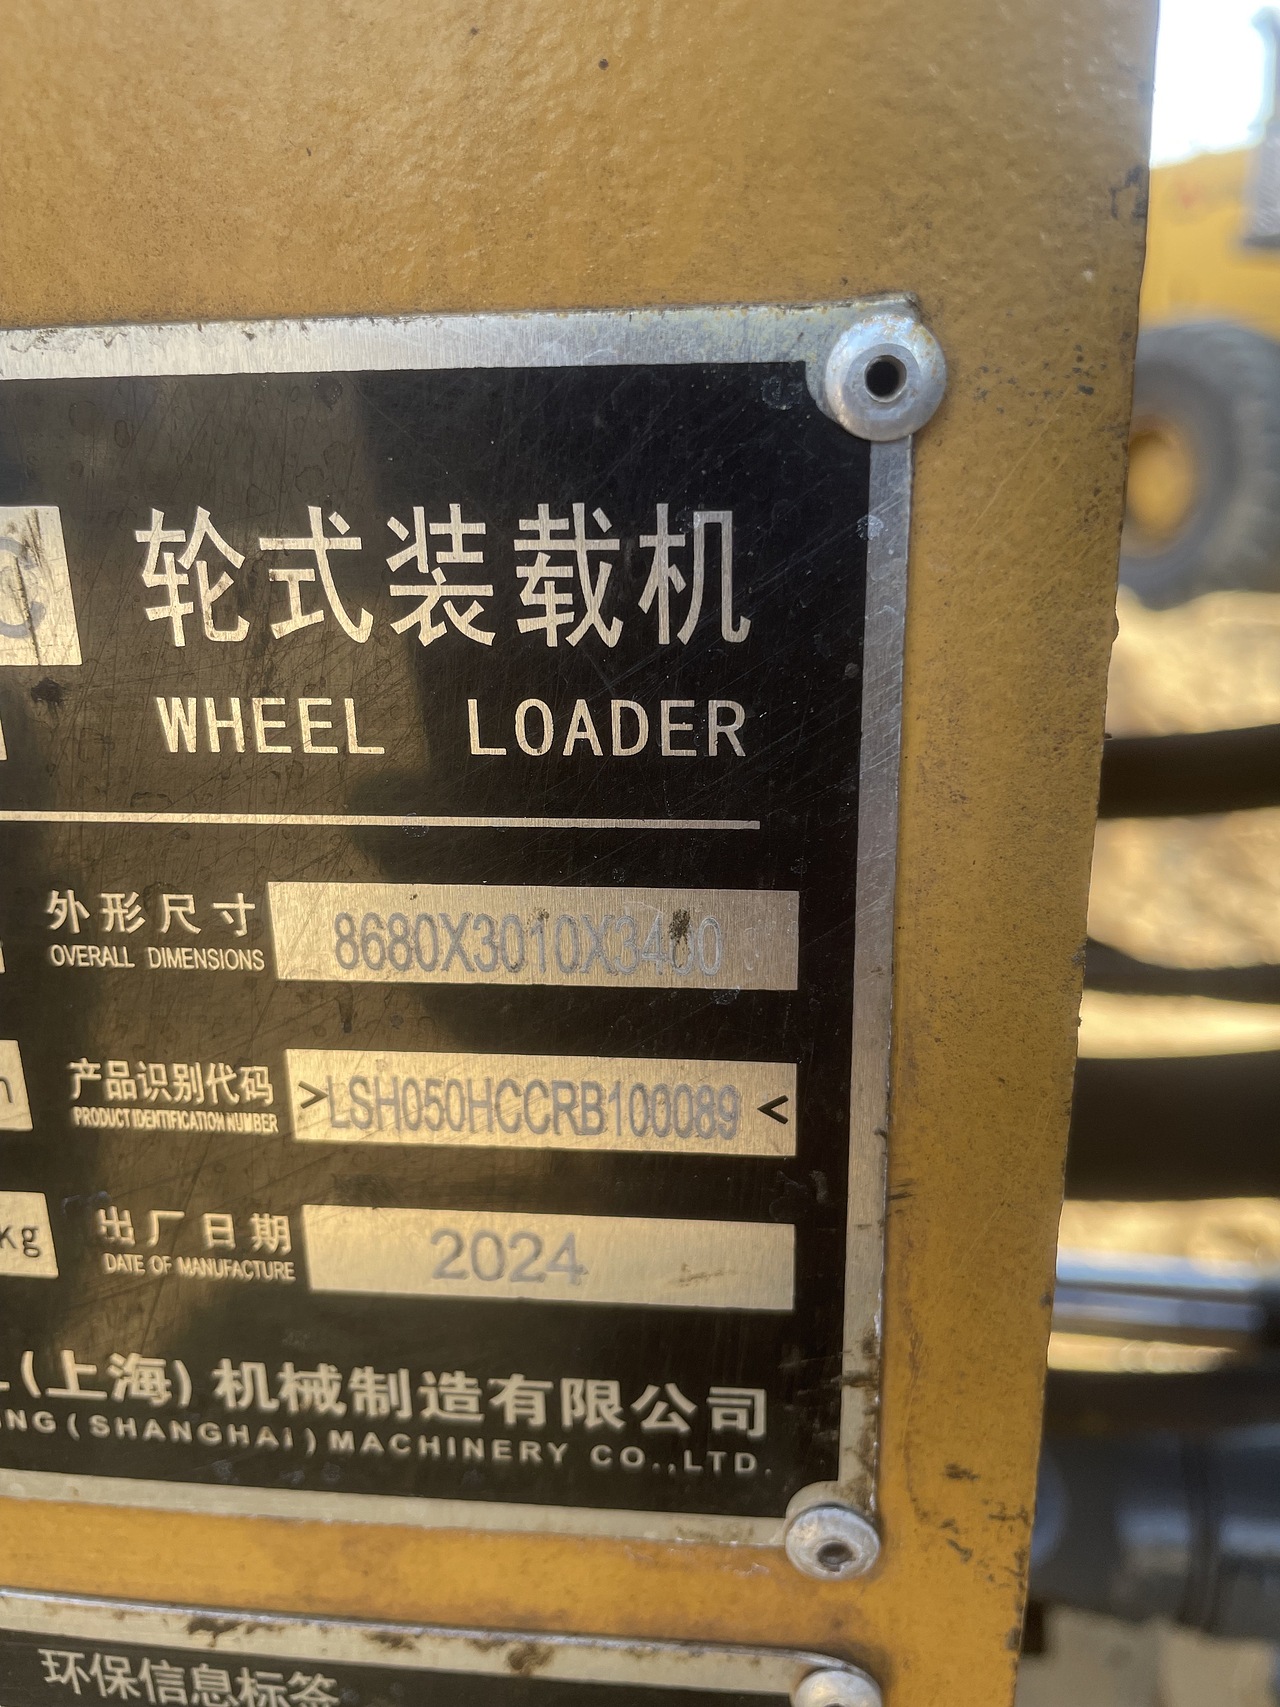 轮式装载机
WHEEL LOADER
外形尺寸 8680X3010X34
OVERALL DIMENSIONS
产品识别代码 >LSH050HCCRB100089<
PRODUCT IDENTIFICATION NUMBER
kg 出厂日期 2024
DATE OF MANUFACTURE
(上海)机械制造有限公司
(SHANGHAI) MACHINERY CO.,LTD.
环保信息标签